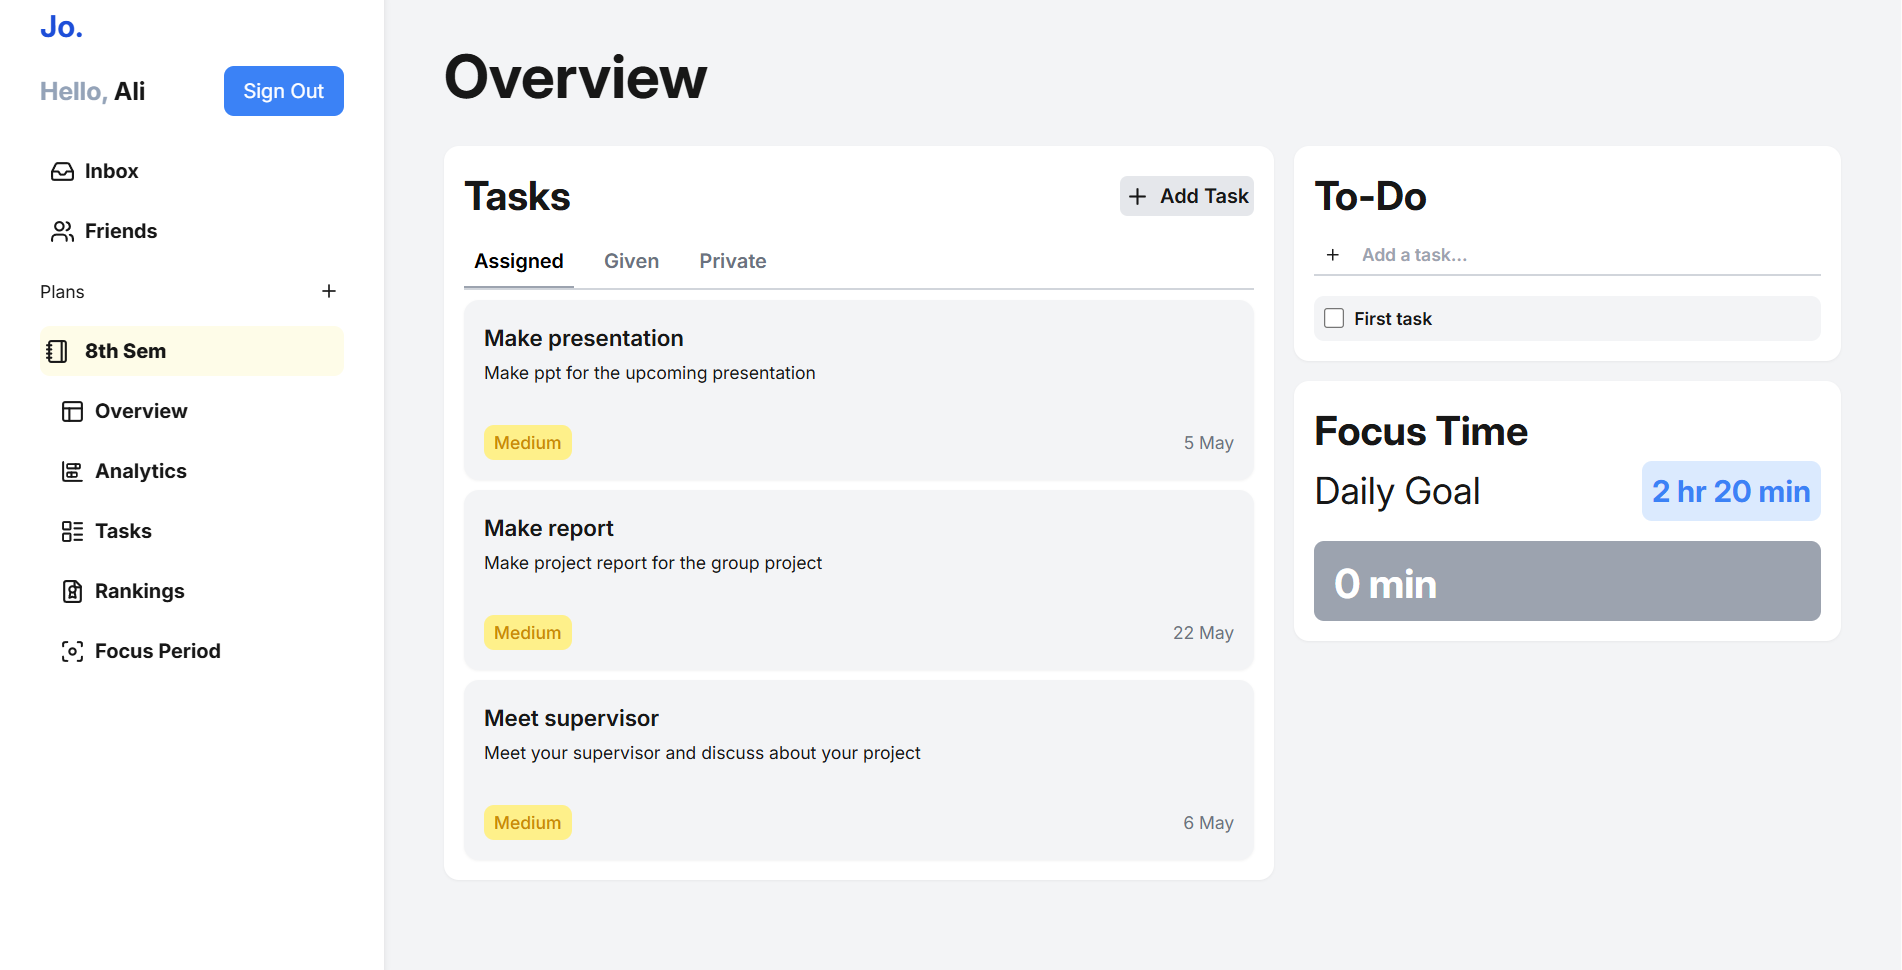 Jo.
Hello, Ali
Sign Out
Inbox
Friends
Plans
8th Sem
Overview
Analytics
Tasks
Rankings
Focus Period
Overview
Tasks
Add Task
Assigned Given Private
Make presentation
Make ppt for the upcoming presentation
Medium
5 May
Make report
Make project report for the group project
Medium
22 May
Meet supervisor
Meet your supervisor and discuss about your project
Medium
6 May
To-Do
Add a task...
First task
Focus Time
Daily Goal
2 hr 20 min
0 min